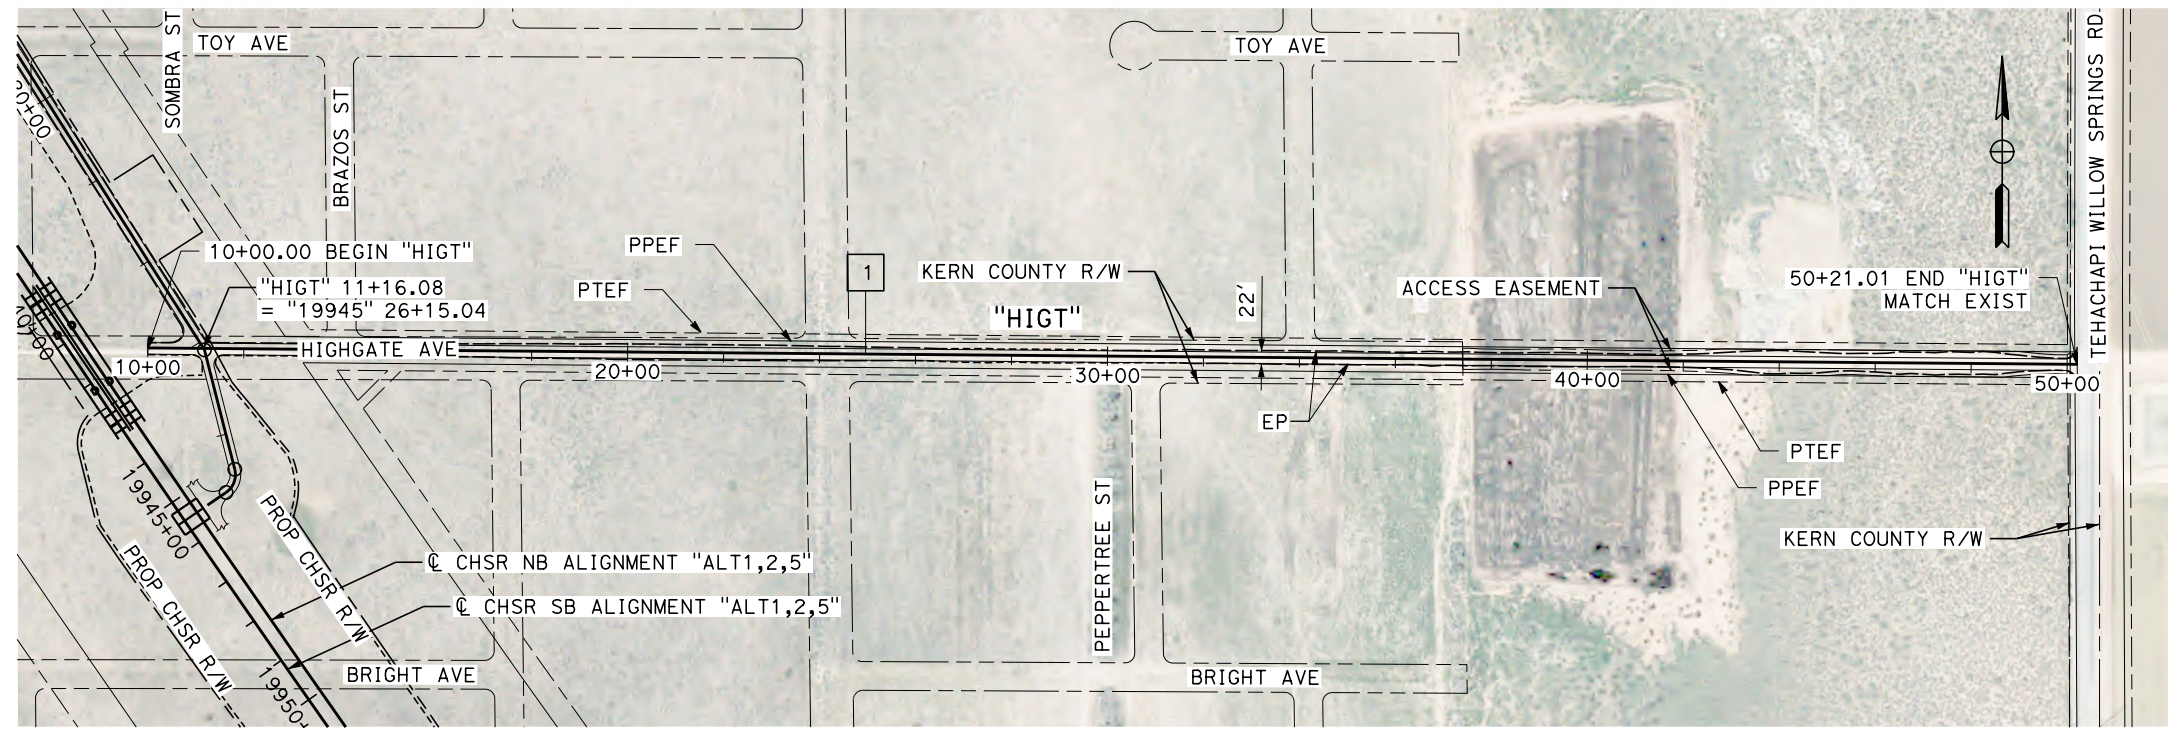 SOMBRA ST
TOY AVE
TOY AVE
TEHACHAPI WILLOW SPRINGS RD
BRAZOS ST
10+00.00 BEGIN "HIGT"
PPEF
1
KERN COUNTY R/W
22'
ACCESS EASEMENT
50+21.01 END "HIGT"
MATCH EXIST
"HIGT" 11+16.08
= "19945" 26+15.04
PTEF
"HIGT"
10+00
HIGHGATE AVE
10+00
20+00
30+00
40+00
50+00
EP
PTEF
PPEF
KERN COUNTY R/W
19945+00
PROP CHSR R/W
PROP CHSR R/W
℄ CHSR NB ALIGNMENT "ALT1,2,5"
℄ CHSR SB ALIGNMENT "ALT1,2,5"
PEPPERTREE ST
BRIGHT AVE
BRIGHT AVE
19950+